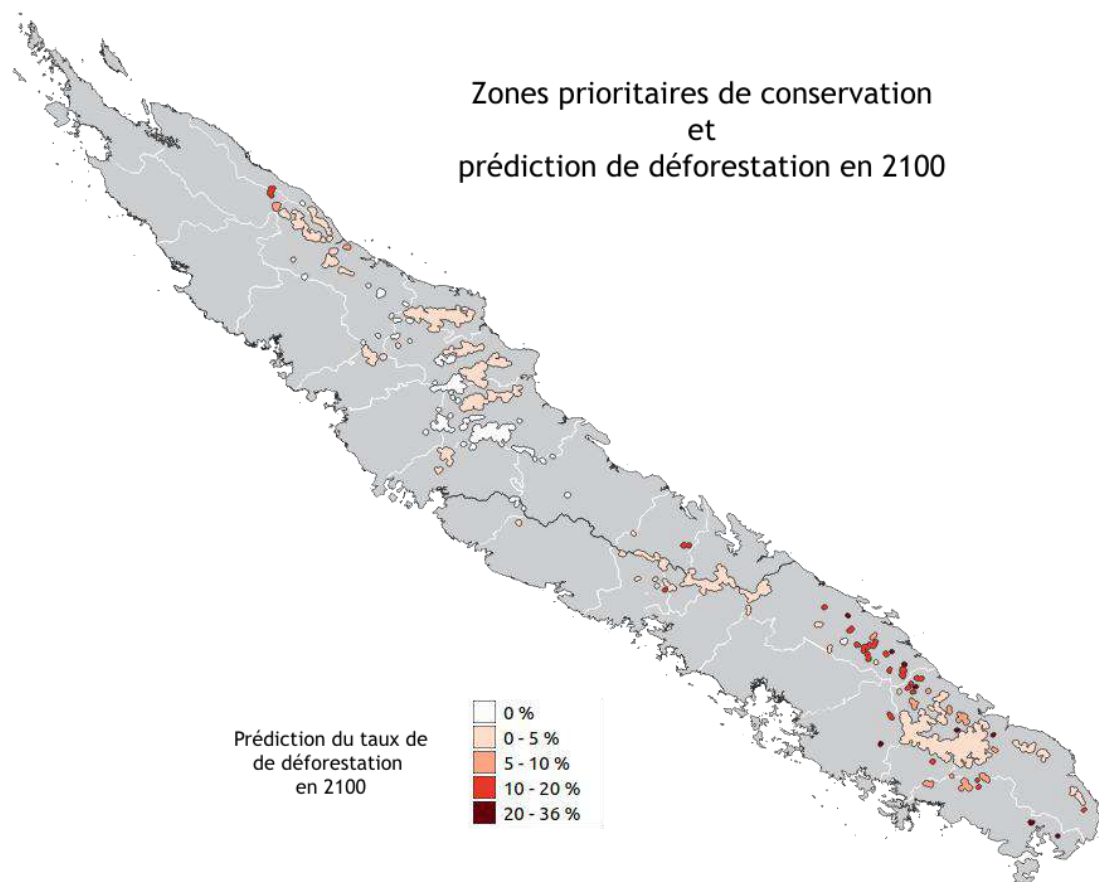 Zones prioritaires de conservation
et
prédiction de déforestation en 2100
Prédiction du taux de
de déforestation
en 2100
0 %
0 - 5 %
5 - 10 %
10 - 20 %
20 - 36 %